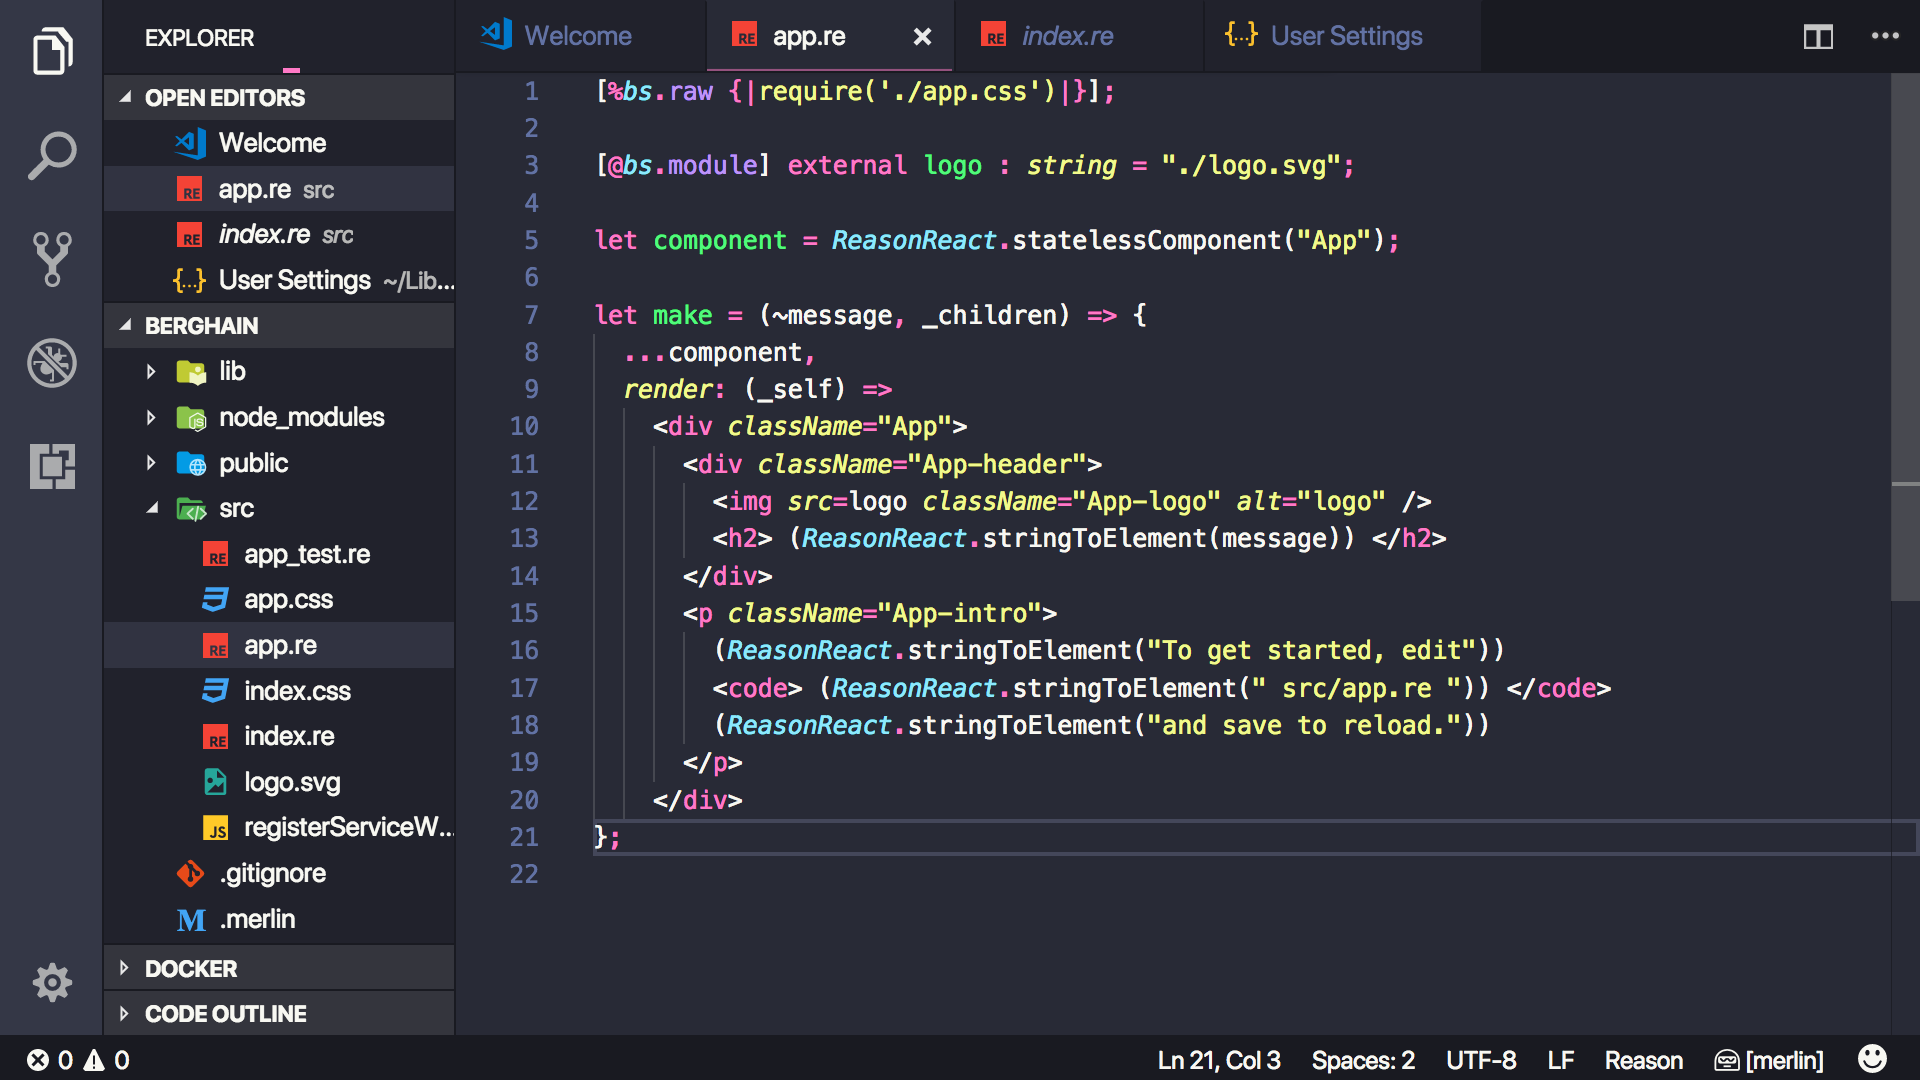 EXPLORER
OPEN EDITORS
Welcome
app.re src
index.re src
User Settings ~/Lib...
BERGHAIN
lib
node_modules
public
src
RE app_test.re
app.css
RE app.re
index.css
RE index.re
logo.svg
JS registerServiceW...
.gitignore
M .merlin
DOCKER
CODE OUTLINE
Welcome
RE app.re
RE index.re
{...} User Settings
1 [%bs.raw {|require('./app.css')|}];
2
3 [@bs.module] external logo : string = "./logo.svg";
4
5 let component = ReasonReact.statelessComponent("App");
6
7 let make = (~message, _children) => {
8   ...component,
9   render: (_self) =>
10     <div className="App">
11       <div className="App-header">
12         <img src=logo className="App-logo" alt="logo" />
13         <h2> (ReasonReact.stringToElement(message)) </h2>
14       </div>
15       <p className="App-intro">
16         (ReasonReact.stringToElement("To get started, edit"))
17         <code> (ReasonReact.stringToElement(" src/app.re ")) </code>
18         (ReasonReact.stringToElement("and save to reload."))
19       </p>
20     </div>
21 };
22
0 0
Ln 21, Col 3 Spaces: 2 UTF-8 LF Reason [merlin]